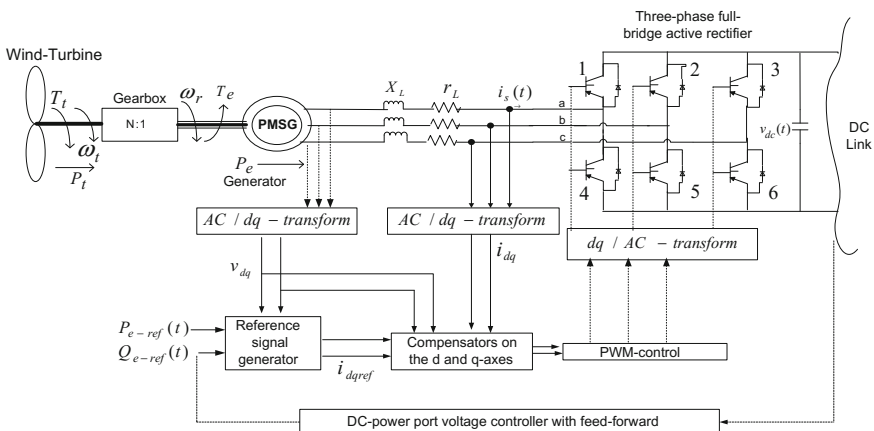 Three-phase full-
bridge active rectifier
Wind-Turbine
T_t
ω_t
P_t
Gearbox
N:1
ω_r
T_e
PMSG
P_e
Generator
X_L
r_L
i_s(t)
a
b
c
1
2
3
4
5
6
v_dc(t)
DC
Link
AC / dq – transform
AC / dq – transform
dq / AC – transform
v_dq
i_dq
P_e–ref(t)
Q_e–ref(t)
Reference
signal
generator
i_dqref
Compensators on
the d and q-axes
PWM-control
DC-power port voltage controller with feed-forward